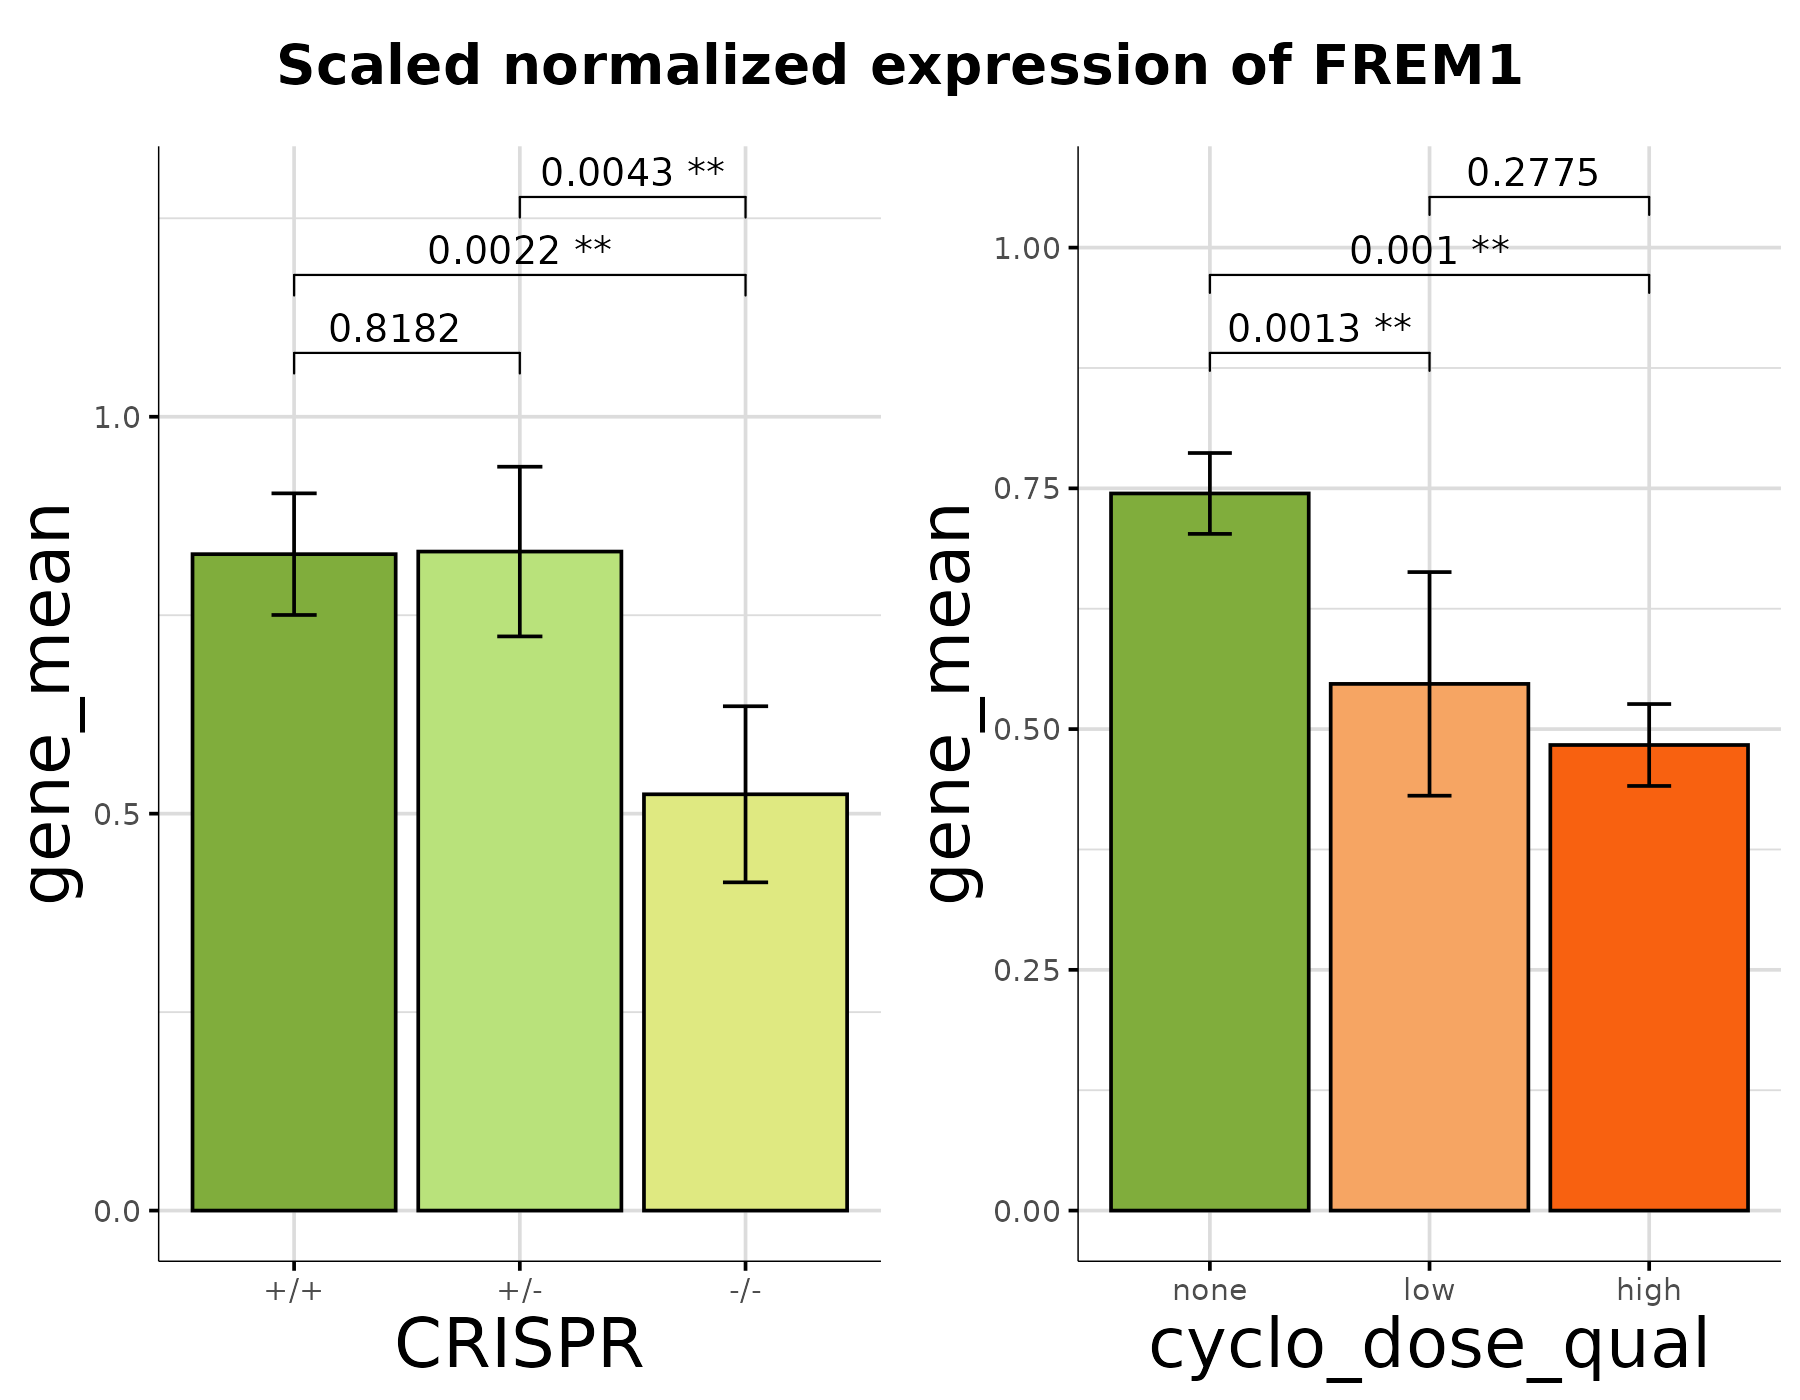 Scaled normalized expression of FREM1
0.0043 **
0.0022 **
0.8182
1.0
0.5
0.0
gene_mean
+/+ +/- -/-
CRISPR
0.2775
0.001 **
0.0013 **
1.00
0.75
0.50
0.25
0.00
gene_mean
none low high
cyclo_dose_qual